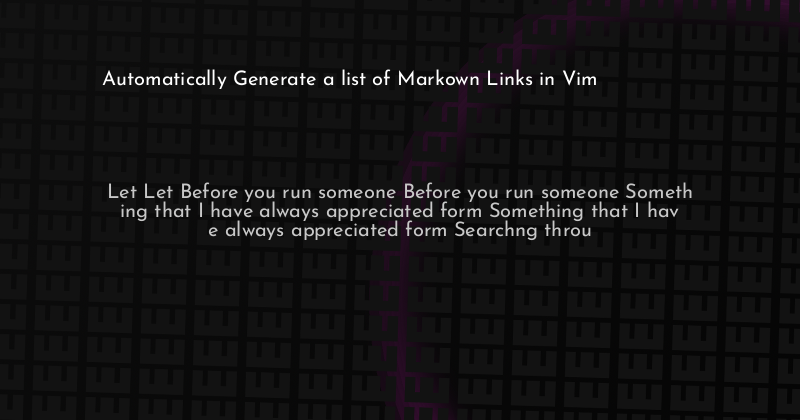 Automatically Generate a list of Markown Links in Vim
Let Let Before you run someone Before you run someone Someth
ing that I have always appreciated form Something that I hav
e always appreciated form Searchng throu